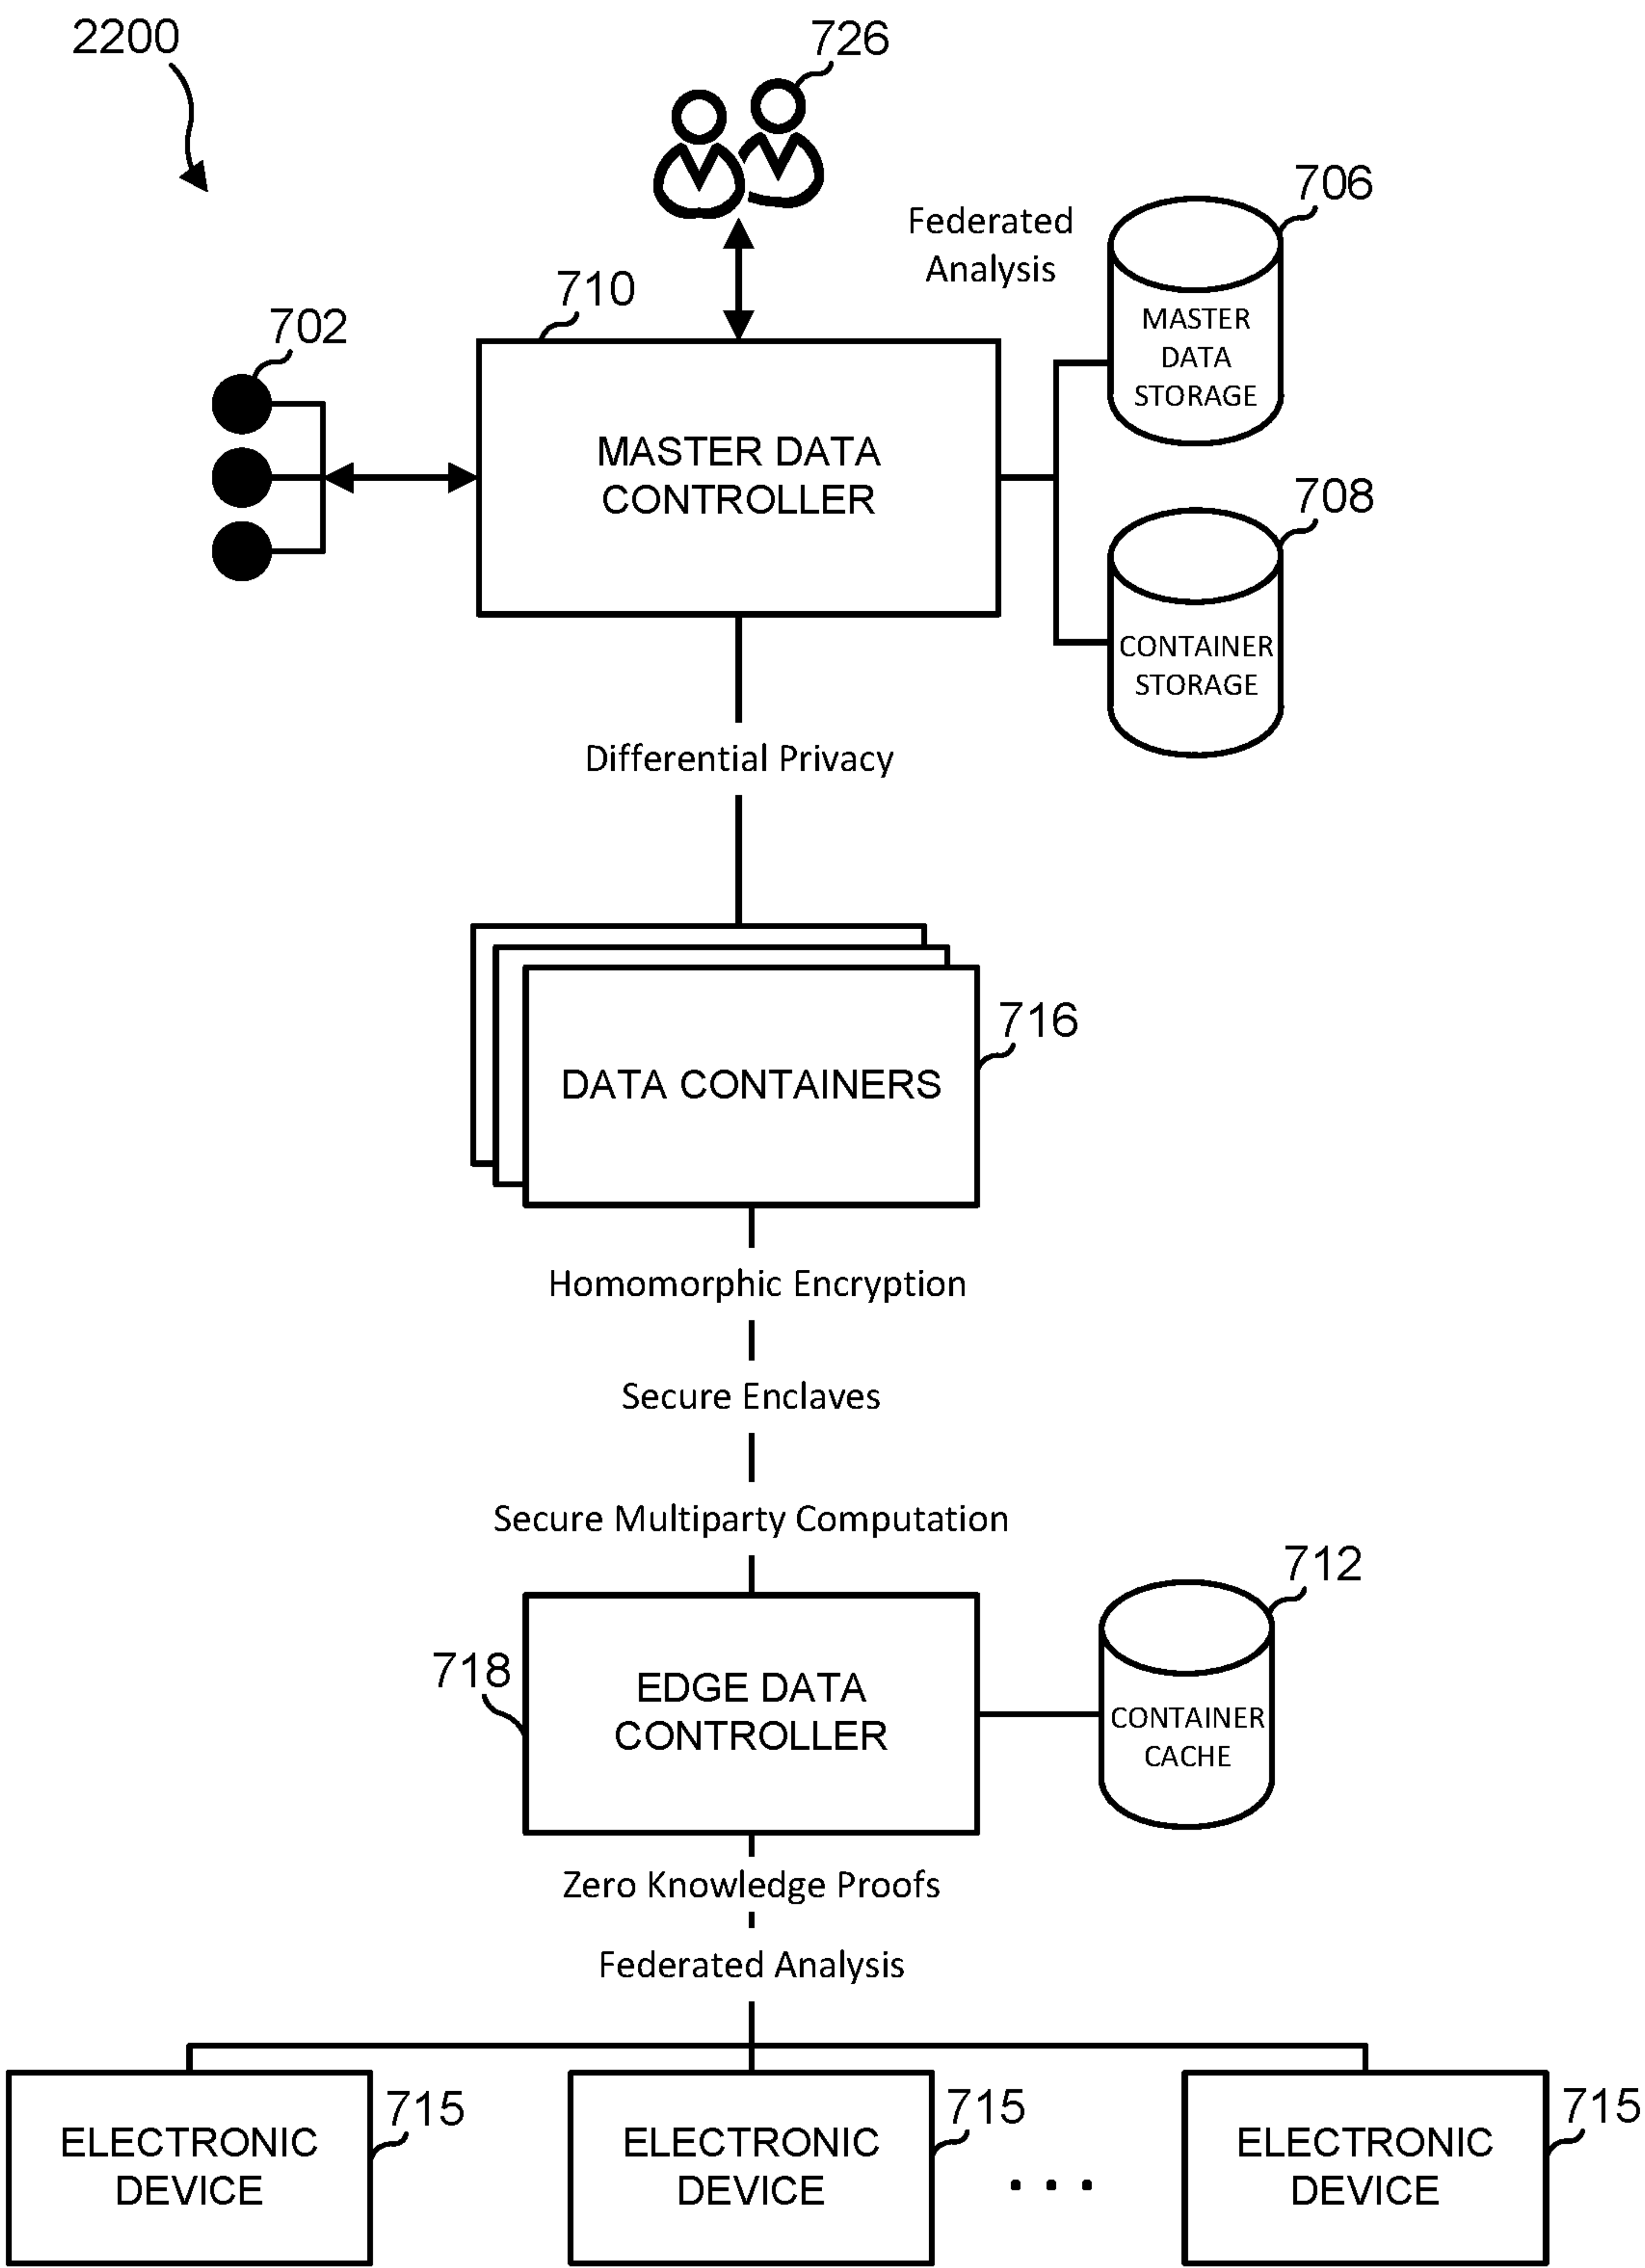 2200
726
706
Federated
Analysis
710
702
MASTER
DATA
STORAGE
MASTER DATA
CONTROLLER
708
CONTAINER
STORAGE
Differential Privacy
716
DATA CONTAINERS
Homomorphic Encryption
Secure Enclaves
Secure Multiparty Computation
712
718
EDGE DATA
CONTROLLER
CONTAINER
CACHE
Zero Knowledge Proofs
Federated Analysis
715
715
715
ELECTRONIC
DEVICE
ELECTRONIC
DEVICE
. . .
ELECTRONIC
DEVICE